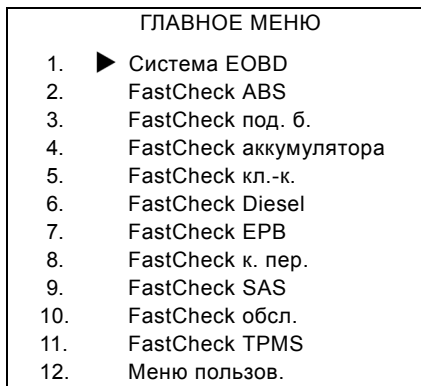 ГЛАВНОЕ МЕНЮ
1. ▶ Система EOBD
2. FastCheck ABS
3. FastCheck под. б.
4. FastCheck аккумулятора
5. FastCheck кл.-к.
6. FastCheck Diesel
7. FastCheck EPB
8. FastCheck к. пер.
9. FastCheck SAS
10. FastCheck обсл.
11. FastCheck TPMS
12. Меню пользов.